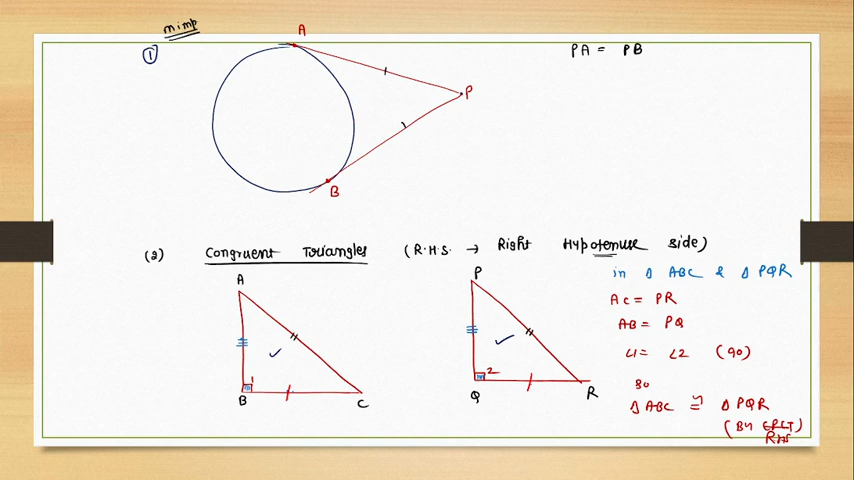 m imp
A
①
PA = PB
P
B
(2) Congruent Triangles (R.H.S. → Right Hypotenuse side)
A
P
in Δ ABC & Δ PQR
AC = PR
AB = PQ
∠1 = ∠2 (90)
1
2
B
C
Q
R
so
Δ ABC ≅ Δ PQR
(By CPCT)
RHS